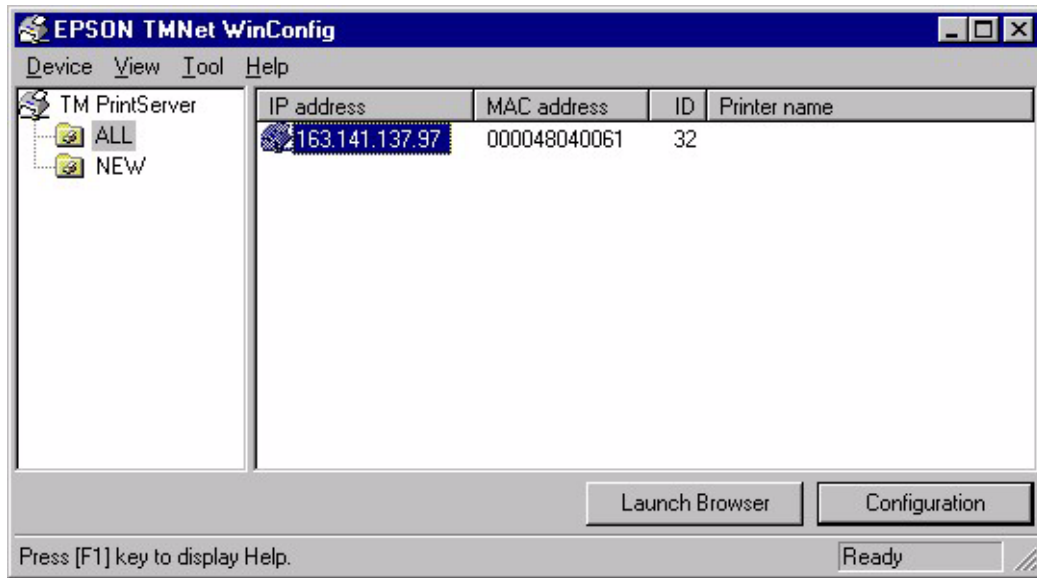 EPSON TMNet WinConfig
Device View Tool Help
TM PrintServer
ALL
NEW
IP address MAC address ID Printer name
163.141.137.97 000048040061 32
Launch Browser Configuration
Press [F1] key to display Help. Ready